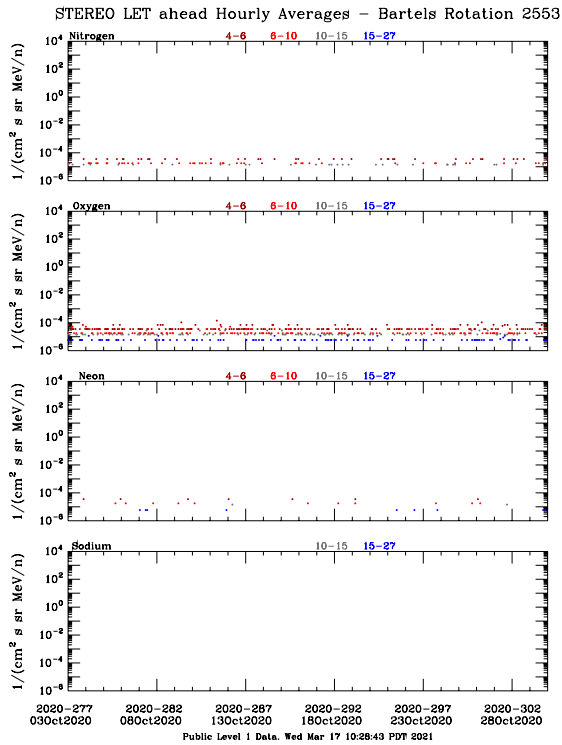 STEREO LET ahead Hourly Averages - Bartels Rotation 2553
Nitrogen 4-6 6-10 10-15 15-27
10^4
10^2
10^0
10^-2
10^-4
10^-6
1/(cm^2 s sr MeV/n)
Oxygen 4-6 6-10 10-15 15-27
10^4
10^2
10^0
10^-2
10^-4
10^-6
1/(cm^2 s sr MeV/n)
Neon 4-6 6-10 10-15 15-27
10^4
10^2
10^0
10^-2
10^-4
10^-6
1/(cm^2 s sr MeV/n)
Sodium 10-15 15-27
10^4
10^2
10^0
10^-2
10^-4
10^-6
1/(cm^2 s sr MeV/n)
2020-277 2020-282 2020-287 2020-292 2020-297 2020-302
03Oct2020 08Oct2020 13Oct2020 18Oct2020 23Oct2020 28Oct2020
Public Level 1 Data, Wed Mar 17 10:28:43 PDT 2021